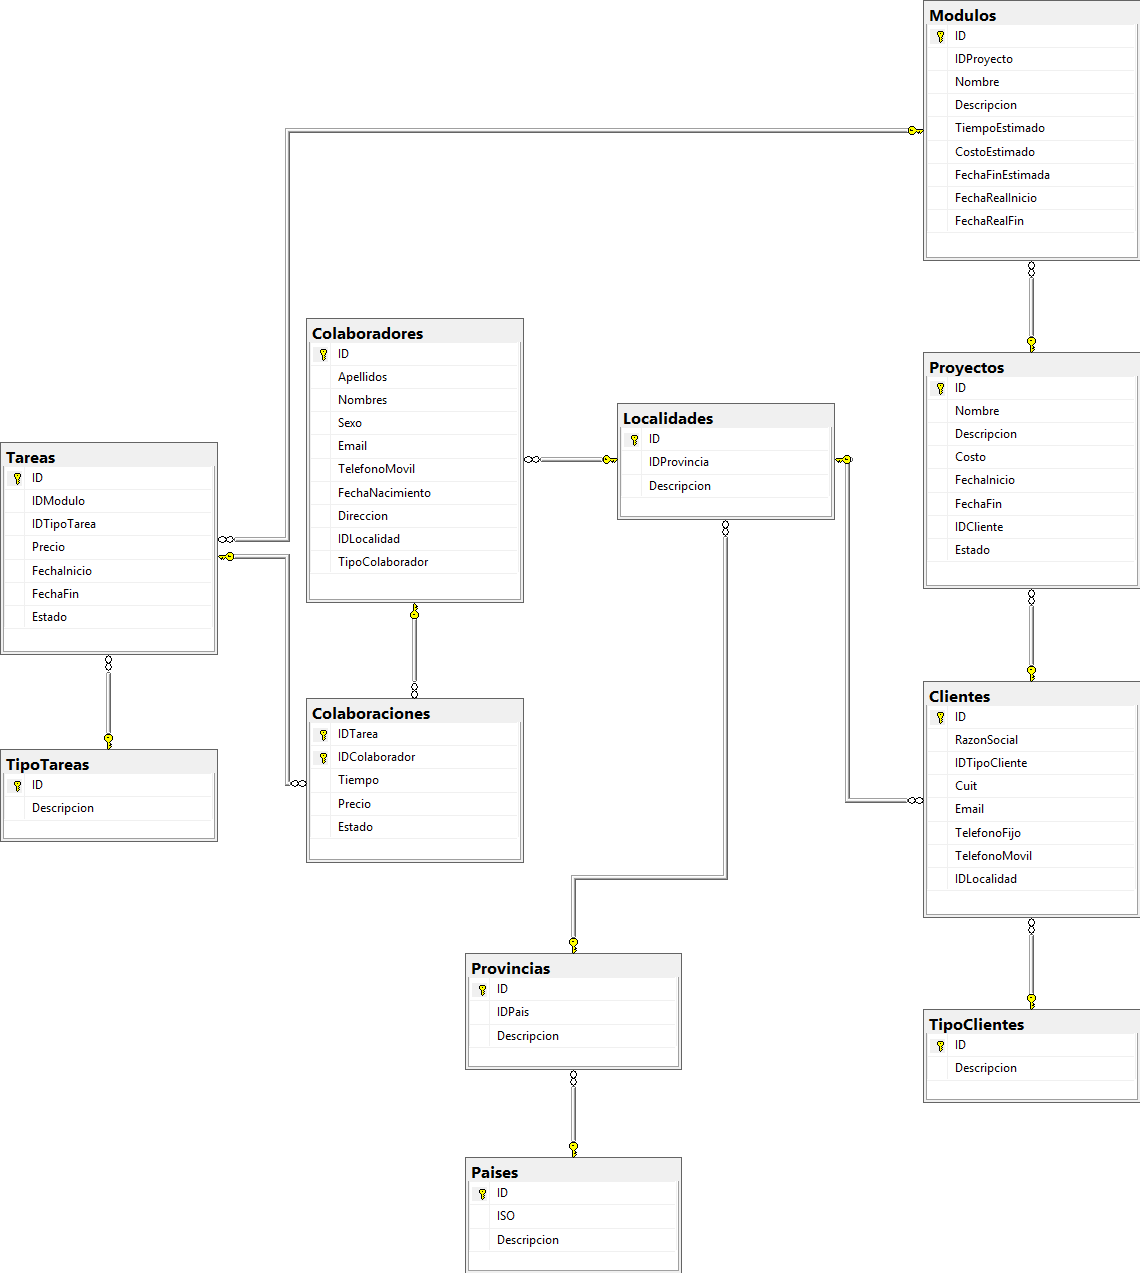 Modulos
ID
IDProyecto
Nombre
Descripcion
TiempoEstimado
CostoEstimado
FechaFinEstimada
FechaRealInicio
FechaRealFin
Colaboradores
ID
Apellidos
Nombres
Sexo
Email
TelefonoMovil
FechaNacimiento
Direccion
IDLocalidad
TipoColaborador
Proyectos
ID
Nombre
Descripcion
Costo
FechaInicio
FechaFin
IDCliente
Estado
Localidades
ID
IDProvincia
Descripcion
Tareas
ID
IDModulo
IDTipoTarea
Precio
FechaInicio
FechaFin
Estado
Clientes
ID
RazonSocial
IDTipoCliente
Cuit
Email
TelefonoFijo
TelefonoMovil
IDLocalidad
Colaboraciones
IDTarea
IDColaborador
Tiempo
Precio
Estado
TipoTareas
ID
Descripcion
Provincias
ID
IDPais
Descripcion
TipoClientes
ID
Descripcion
Paises
ID
ISO
Descripcion